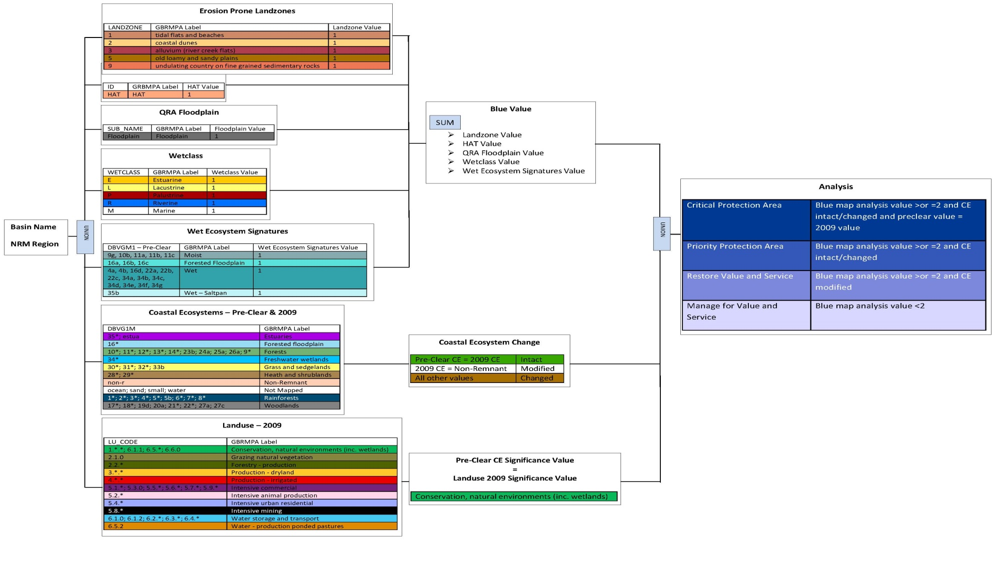 Erosion Prone Landzones
LANDZONE GBRMPA Label Landzone Value
1 tidal flats and beaches 1
2 coastal dunes 1
3 alluvium (river creek flats) 1
5 old loamy and sandy plains 1
9 undulating country on fine grained sedimentary rocks 1
ID GRBMPA Label HAT Value
HAT HAT 1
QRA Floodplain
SUB_NAME GBRMPA Label Floodplain Value
Floodplain Floodplain 1
Wetclass
WETCLASS GBRMPA Label Wetclass Value
E Estuarine 1
L Lacustrine 1
P Palustrine 1
R Riverine 1
M Marine 1
Basin Name
NRM Region
UNION
Wet Ecosystem Signatures
DBVGM1 – Pre-Clear GBRMPA Label Wet Ecosystem Signatures Value
9g, 10b, 11a, 11b, 11c Moist 1
16a, 16b, 16c Forested Floodplain 1
4a, 4b, 16d, 22a, 22b, Wet 1
22c, 34a, 34b, 34c,
34d, 34e, 34f, 34g
35b Wet – Saltpan 1
Coastal Ecosystems – Pre-Clear & 2009
DBVG1M GBRMPA Label
35*; estua Estuaries
16* Forested floodplain
10*; 11*; 12*; 13*; 14*; 23b; 24a; 25a; 26a; 9* Forests
34* Freshwater wetlands
30*; 31*; 32*; 33b Grass and sedgelands
28*; 29* Heath and shrublands
non-r Non-Remnant
ocean; sand; small; water Not Mapped
1*; 2*; 3*; 4*; 5*; 5b; 6*; 7*; 8* Rainforests
17*; 18*; 19d; 20a; 21*; 22*; 27a; 27c Woodlands
Landuse – 2009
LU_CODE GBRMPA Label
1.*.*; 6.1.1; 6.5.*; 6.6.0 Conservation, natural environments (inc. wetlands)
2.1.0 Grazing natural vegetation
2.2.* Forestry - production
3.*.* Production - dryland
4.*.* Production - irrigated
5.1.*; 5.3.0; 5.5.*; 5.6.*; 5.7.*; 5.9.* Intensive commercial
5.2.* Intensive animal production
5.4.* Intensive urban residential
5.8.* Intensive mining
6.1.0; 6.1.2; 6.2.*; 6.3.*; 6.4.* Water storage and transport
6.5.2 Water - production ponded pastures
Blue Value
SUM
➢ Landzone Value
➢ HAT Value
➢ QRA Floodplain Value
➢ Wetclass Value
➢ Wet Ecosystem Signatures Value
Coastal Ecosystem Change
Pre-Clear CE = 2009 CE Intact
2009 CE = Non-Remnant Modified
All other values Changed
Pre-Clear CE Significance Value
=
Landuse 2009 Significance Value
Conservation, natural environments (inc. wetlands)
UNION
Analysis
Critical Protection Area Blue map analysis value >or =2 and CE
intact/changed and preclear value =
2009 value
Priority Protection Area Blue map analysis value >or =2 and CE
intact/changed
Restore Value and Service Blue map analysis value >or =2 and CE
modified
Manage for Value and Blue map analysis value <2
Service